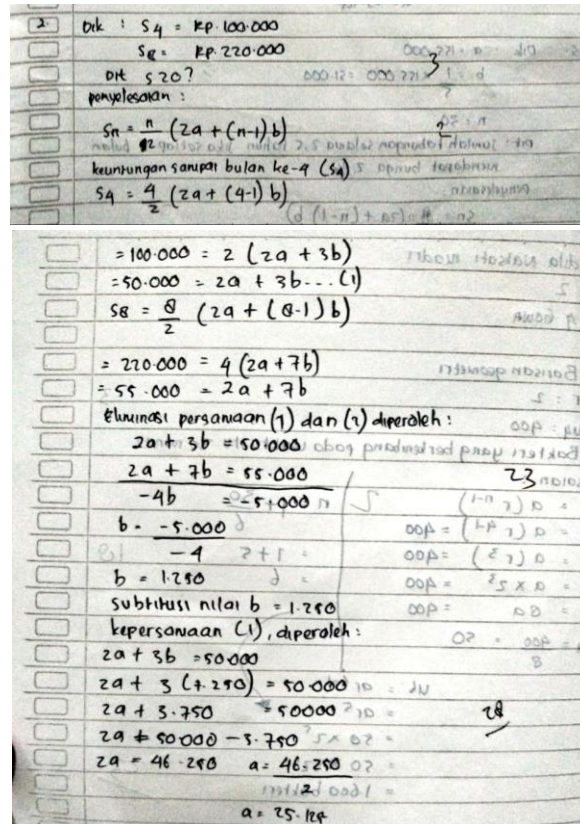 2. Dik : S4 = Rp. 100.000
S8 = Rp. 220.000
Dit S20?
3
penyelesaian :
Sn = n/2 (2a + (n-1) b)
2
keuntungan sampai bulan ke-4 (S4)
S4 = 4/2 (2a + (4-1) b)
= 100.000 = 2 (2a + 3b)
= 50.000 = 2a + 3b... (1)
S8 = 8/2 (2a + (8-1) b)
= 220.000 = 4 (2a + 7b)
= 55.000 = 2a + 7b
Eliminasi persamaan (1) dan (2) diperoleh :
2a + 3b = 50.000
2a + 7b = 55.000
23
-4b = -5.000
b = -5.000/-4
b = 1.250
Subtitusi nilai b = 1.250
kepersamaan (1), diperoleh :
2a + 3b = 50.000
2a + 3 (1.250) = 50.000
2a + 3.750 = 50000
28
2a = 50.000 - 3.750
2a = 46.250 a = 46.250/2
a = 25.125